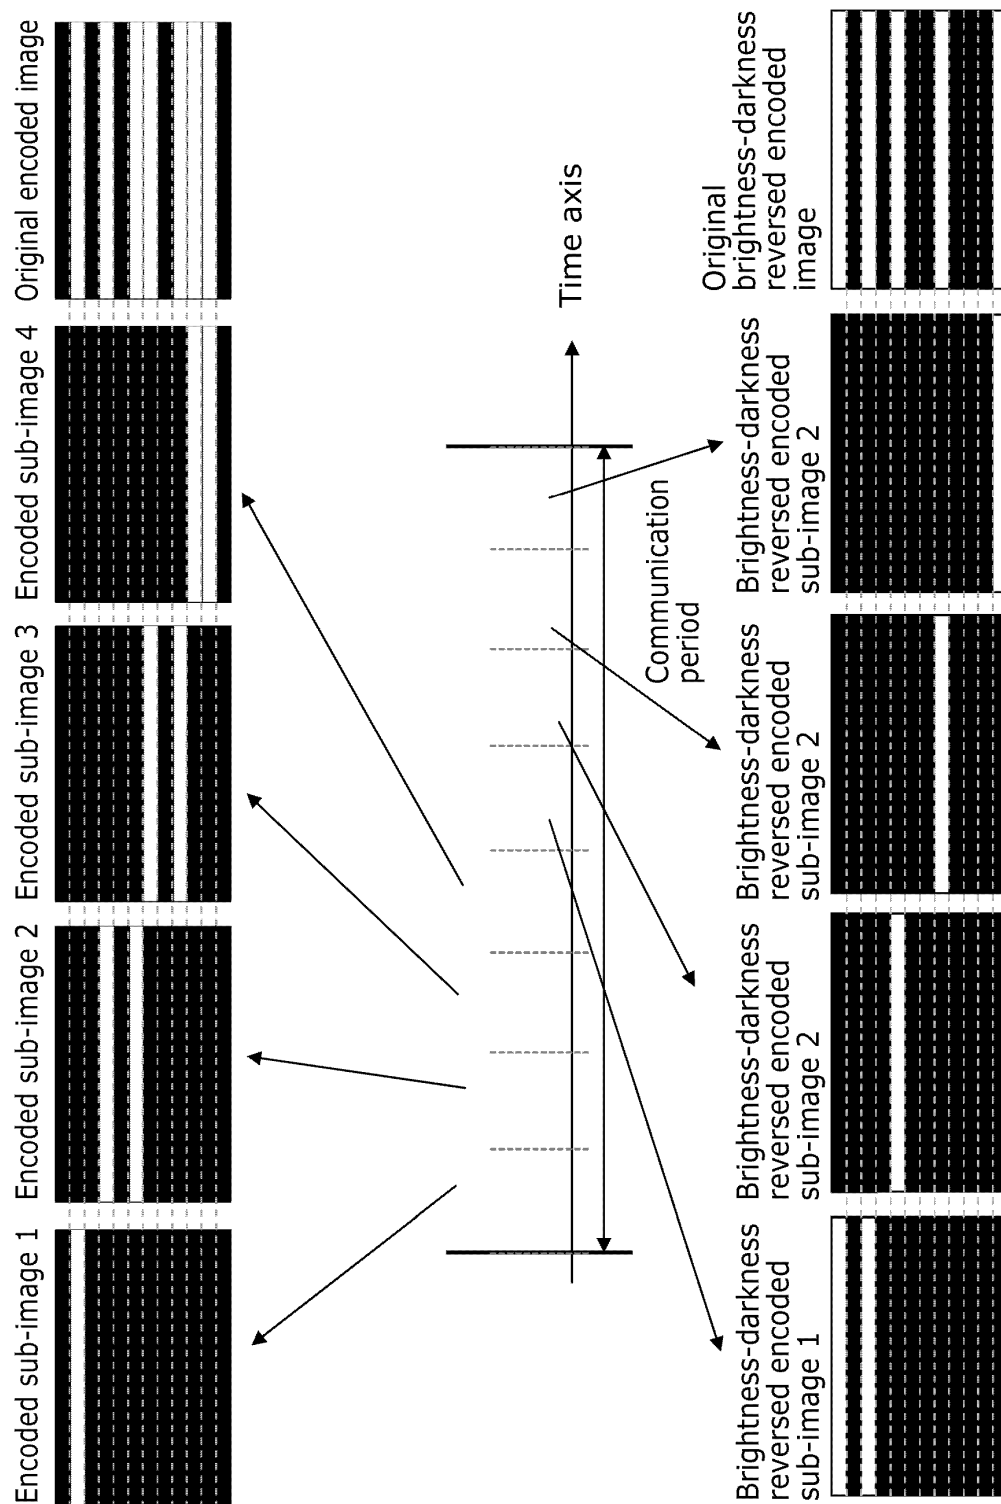 Encoded sub-image 1
Encoded sub-image 2
Encoded sub-image 3
Encoded sub-image 4
Original encoded image
Time axis
Communication
period
Brightness-darkness
reversed encoded
sub-image 1
Brightness-darkness
reversed encoded
sub-image 2
Brightness-darkness
reversed encoded
sub-image 2
Brightness-darkness
reversed encoded
sub-image 2
Original
brightness-darkness
reversed encoded
image